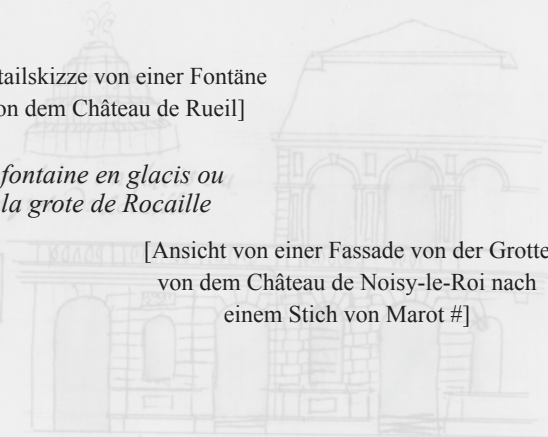 tailskizze von einer Fontäne
on dem Château de Rueil]
fontaine en glacis ou
la grote de Rocaille
[Ansicht von einer Fassade von der Grotte
von dem Château de Noisy-le-Roi nach
einem Stich von Marot #]